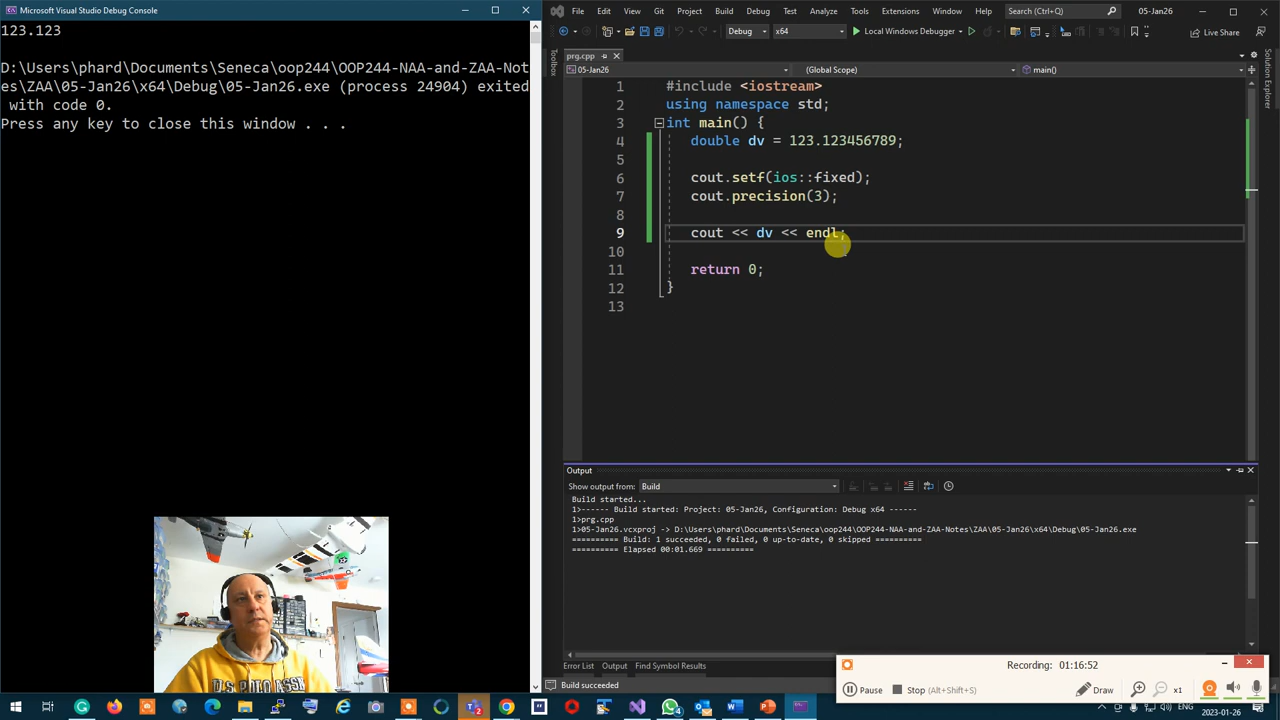 Microsoft Visual Studio Debug Console
123.123
D:\Users\phard\Documents\Seneca\oop244\OOP244-NAA-and-ZAA-Not
es\ZAA\05-Jan26\x64\Debug\05-Jan26.exe (process 24904) exited
with code 0.
Press any key to close this window . . .
File Edit View Git Project Build Debug Test Analyze Tools Extensions Window Help Search (Ctrl+Q) 05-Jan26
Debug x64 Local Windows Debugger Live Share
prg.cpp
05-Jan26 (Global Scope) main()
Toolbox
Solution Explorer
1 #include <iostream>
2 using namespace std;
3 int main() {
4 double dv = 123.123456789;
5
6 cout.setf(ios::fixed);
7 cout.precision(3);
8
9 cout << dv << endl;
10
11 return 0;
12 }
13
Output
Show output from: Build
Build started...
1>------ Build started: Project: 05-Jan26, Configuration: Debug x64 ------
1>prg.cpp
1>05-Jan26.vcxproj -> D:\Users\phard\Documents\Seneca\oop244\OOP244-NAA-and-ZAA-Notes\ZAA\05-Jan26\x64\Debug\05-Jan26.exe
========== Build: 1 succeeded, 0 failed, 0 up-to-date, 0 skipped ==========
========== Elapsed 00:01.669 ==========
Error List Output Find Symbol Results
Build succeeded
Recording: 01:16:52
Pause Stop (Alt+Shift+S) Draw x1
U.S. POLO ASSN
ENG
2023-01-26